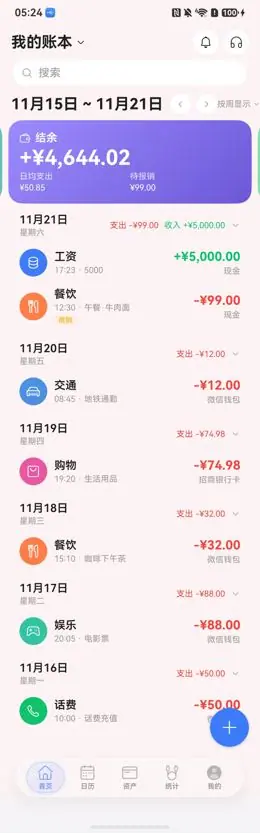 05:24
100
我的账本
搜索
11月15日 ~ 11月21日
按周显示
结余
+¥4,644.02
日均支出 待报销
¥50.85 ¥99.00
11月21日 支出 -¥99.00 收入 +¥5,000.00
星期六
工资 +¥5,000.00
17:23 · 5000 现金
餐饮 -¥99.00
12:30 · 午餐·牛肉面 现金
11月20日 支出 -¥12.00
星期五
交通 -¥12.00
08:45 · 地铁通勤 微信钱包
11月19日 支出 -¥74.98
星期四
购物 -¥74.98
19:20 · 生活用品 招商银行卡
11月18日 支出 -¥32.00
星期三
餐饮 -¥32.00
15:10 · 咖啡下午茶 微信钱包
11月17日 支出 -¥88.00
星期二
娱乐 -¥88.00
20:05 · 电影票 微信钱包
11月16日 支出 -¥50.00
星期一
话费 -¥50.00
10:00 · 话费充值
首页 日历 资产 统计 我的